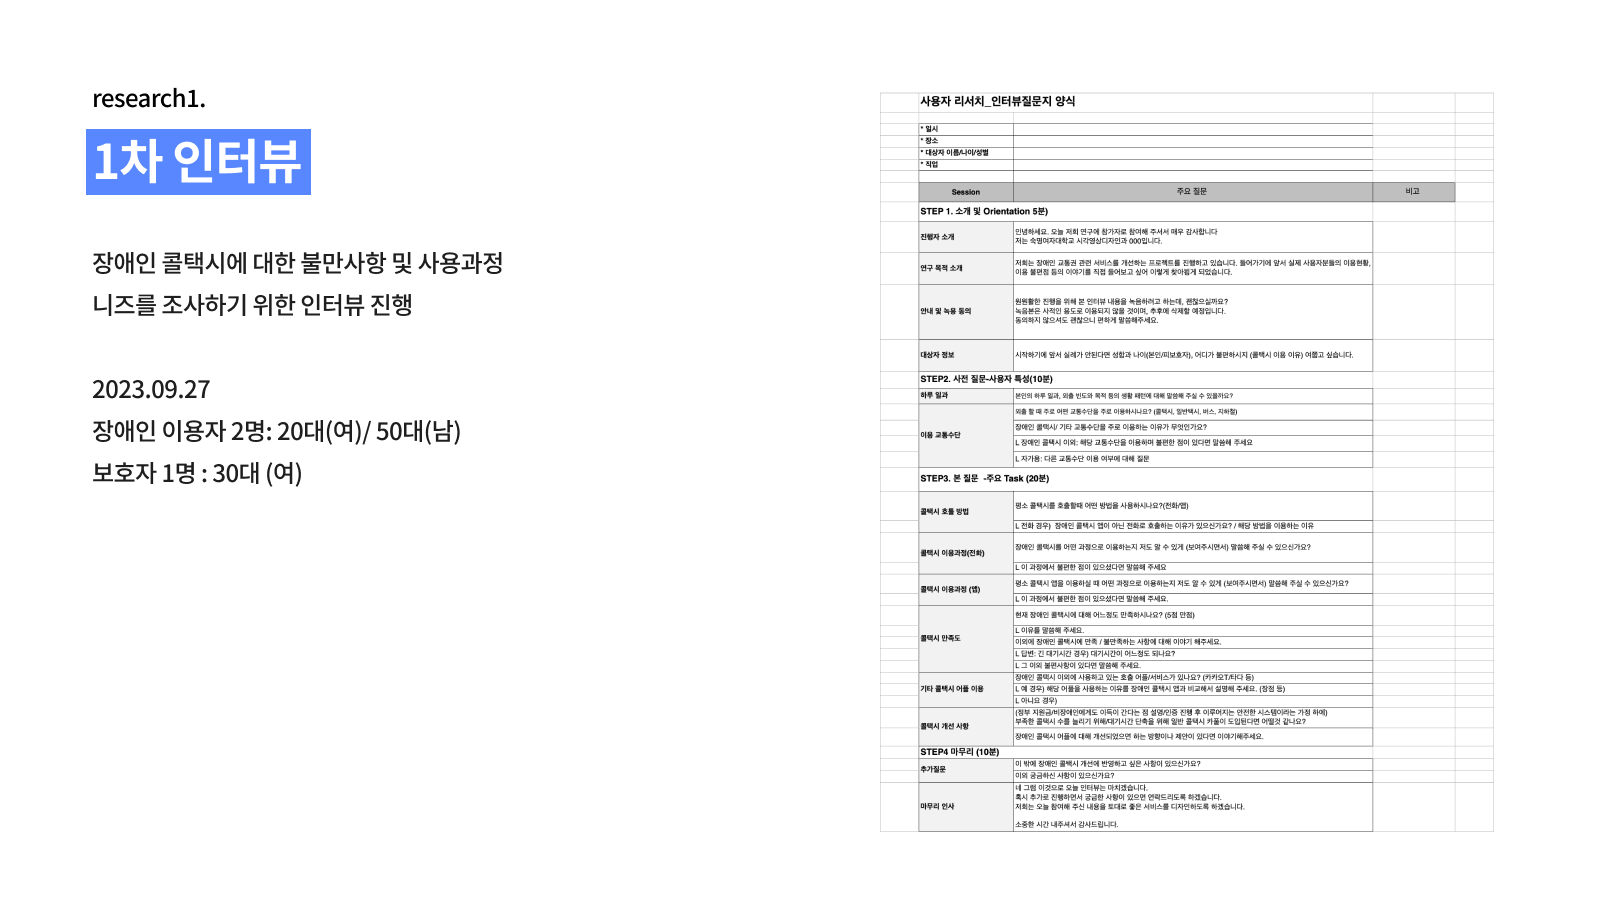 research1.
1차 인터뷰
장애인 콜택시에 대한 불만사항 및 사용과정
니즈를 조사하기 위한 인터뷰 진행
2023.09.27
장애인 이용자 2명: 20대(여)/ 50대(남)
보호자 1명 : 30대 (여)
사용자 리서치_인터뷰질문지 양식
* 일시
* 장소
* 대상자 이름/나이/성별
* 직업
Session 주요 질문 비고
STEP 1. 소개 및 Orientation 5분)
진행자 소개
안녕하세요. 오늘 저희 연구에 참가자로 참여해 주셔서 매우 감사합니다
저는 숙명여자대학교 시각영상디자인과 000입니다.
연구 목적 소개
저희는 장애인 교통권 관련 서비스를 개선하는 프로젝트를 진행하고 있습니다. 들어가기에 앞서 실제 사용자분들의 이용현황,
이용 불편점 등의 이야기를 직접 들어보고 싶어 이렇게 찾아뵙게 되었습니다.
안내 및 녹용 동의
원원활한 진행을 위해 본 인터뷰 내용을 녹음하려고 하는데, 괜찮으실까요?
녹음본은 사적인 용도로 이용되지 않을 것이며, 추후에 삭제할 예정입니다.
동의하지 않으셔도 괜찮으니 편하게 말씀해주세요.
대상자 정보
시작하기에 앞서 실례가 안된다면 성함과 나이(본인/피보호자), 어디가 불편하시지 (콜택시 이용 이유) 여쭙고 싶습니다.
STEP2. 사전 질문-사용자 특성(10분)
하루 일과
본인의 하루 일과, 외출 빈도와 목적 등의 생활 패턴에 대해 말씀해 주실 수 있을까요?
이용 교통수단
외출 할 때 주로 어떤 교통수단을 주로 이용하시나요? (콜택시, 일반택시, 버스, 지하철)
장애인 콜택시/ 기타 교통수단을 주로 이용하는 이유가 무엇인가요?
L 장애인 콜택시 이외: 해당 교통수단을 이용하며 불편한 점이 있다면 말씀해 주세요
L 자가용: 다른 교통수단 이용 여부에 대해 질문
STEP3. 본 질문 -주요 Task (20분)
콜택시 호툴 방법
평소 콜택시를 호출할때 어떤 방법을 사용하시나요?(전화/앱)
L 전화 경우) 장애인 콜택시 앱이 아닌 전화로 호출하는 이유가 있으신가요? / 해당 방법을 이용하는 이유
콜택시 이용과정(전화)
장애인 콜택시를 어떤 과정으로 이용하는지 저도 알 수 있게 (보여주시면서) 말씀해 주실 수 있으신가요?
L 이 과정에서 불편한 점이 있으셨다면 말씀해 주세요
콜택시 이용과정 (앱)
평소 콜택시 앱을 이용하실 때 어떤 과정으로 이용하는지 저도 알 수 있게 (보여주시면서) 말씀해 주실 수 있으신가요?
L 이 과정에서 불편한 점이 있으셨다면 말씀해 주세요.
콜택시 만족도
현재 장애인 콜택시에 대해 어느정도 만족하시나요? (5점 만점)
L 이유를 말씀해 주세요.
이외에 장애인 콜택시에 만족 / 불만족하는 사항에 대해 이야기 해주세요.
L 답변: 긴 대기시간 경우) 대기시간이 어느정도 되나요?
L 그 이외 불편사항이 있다면 말씀해 주세요.
기타 콜택시 어플 이용
장애인 콜택시 이외에 사용하고 있는 호출 어플/서비스가 있나요? (카카오T/타다 등)
L 예 경우) 해당 어플을 사용하는 이유를 장애인 콜택시 앱과 비교해서 설명해 주세요. (장점 등)
L 아니요 경우)
콜택시 개선 사항
(정부 지원금/비장애인에게도 이득이 간다는 점 설명/인증 진행 후 이루어지는 안전한 시스템이라는 가정 하에)
부족한 콜택시 수를 늘리기 위해/대기시간 단축을 위해 일반 콜택시 카풀이 도입된다면 어떨것 같나요?
장애인 콜택시 어플에 대해 개선되었으면 하는 방향이나 제안이 있다면 이야기해주세요.
STEP4 마무리 (10분)
추가질문
이 밖에 장애인 콜택시 개선에 반영하고 싶은 사항이 있으신가요?
이외 궁금하신 사항이 있으신가요?
마무리 인사
네 그럼 이것으로 오늘 인터뷰는 마치겠습니다.
혹시 추가로 진행하면서 궁금한 사항이 있으면 연락드리도록 하겠습니다.
저희는 오늘 참여해 주신 내용을 토대로 좋은 서비스를 디자인하도록 하겠습니다.
소중한 시간 내주셔서 감사드립니다.